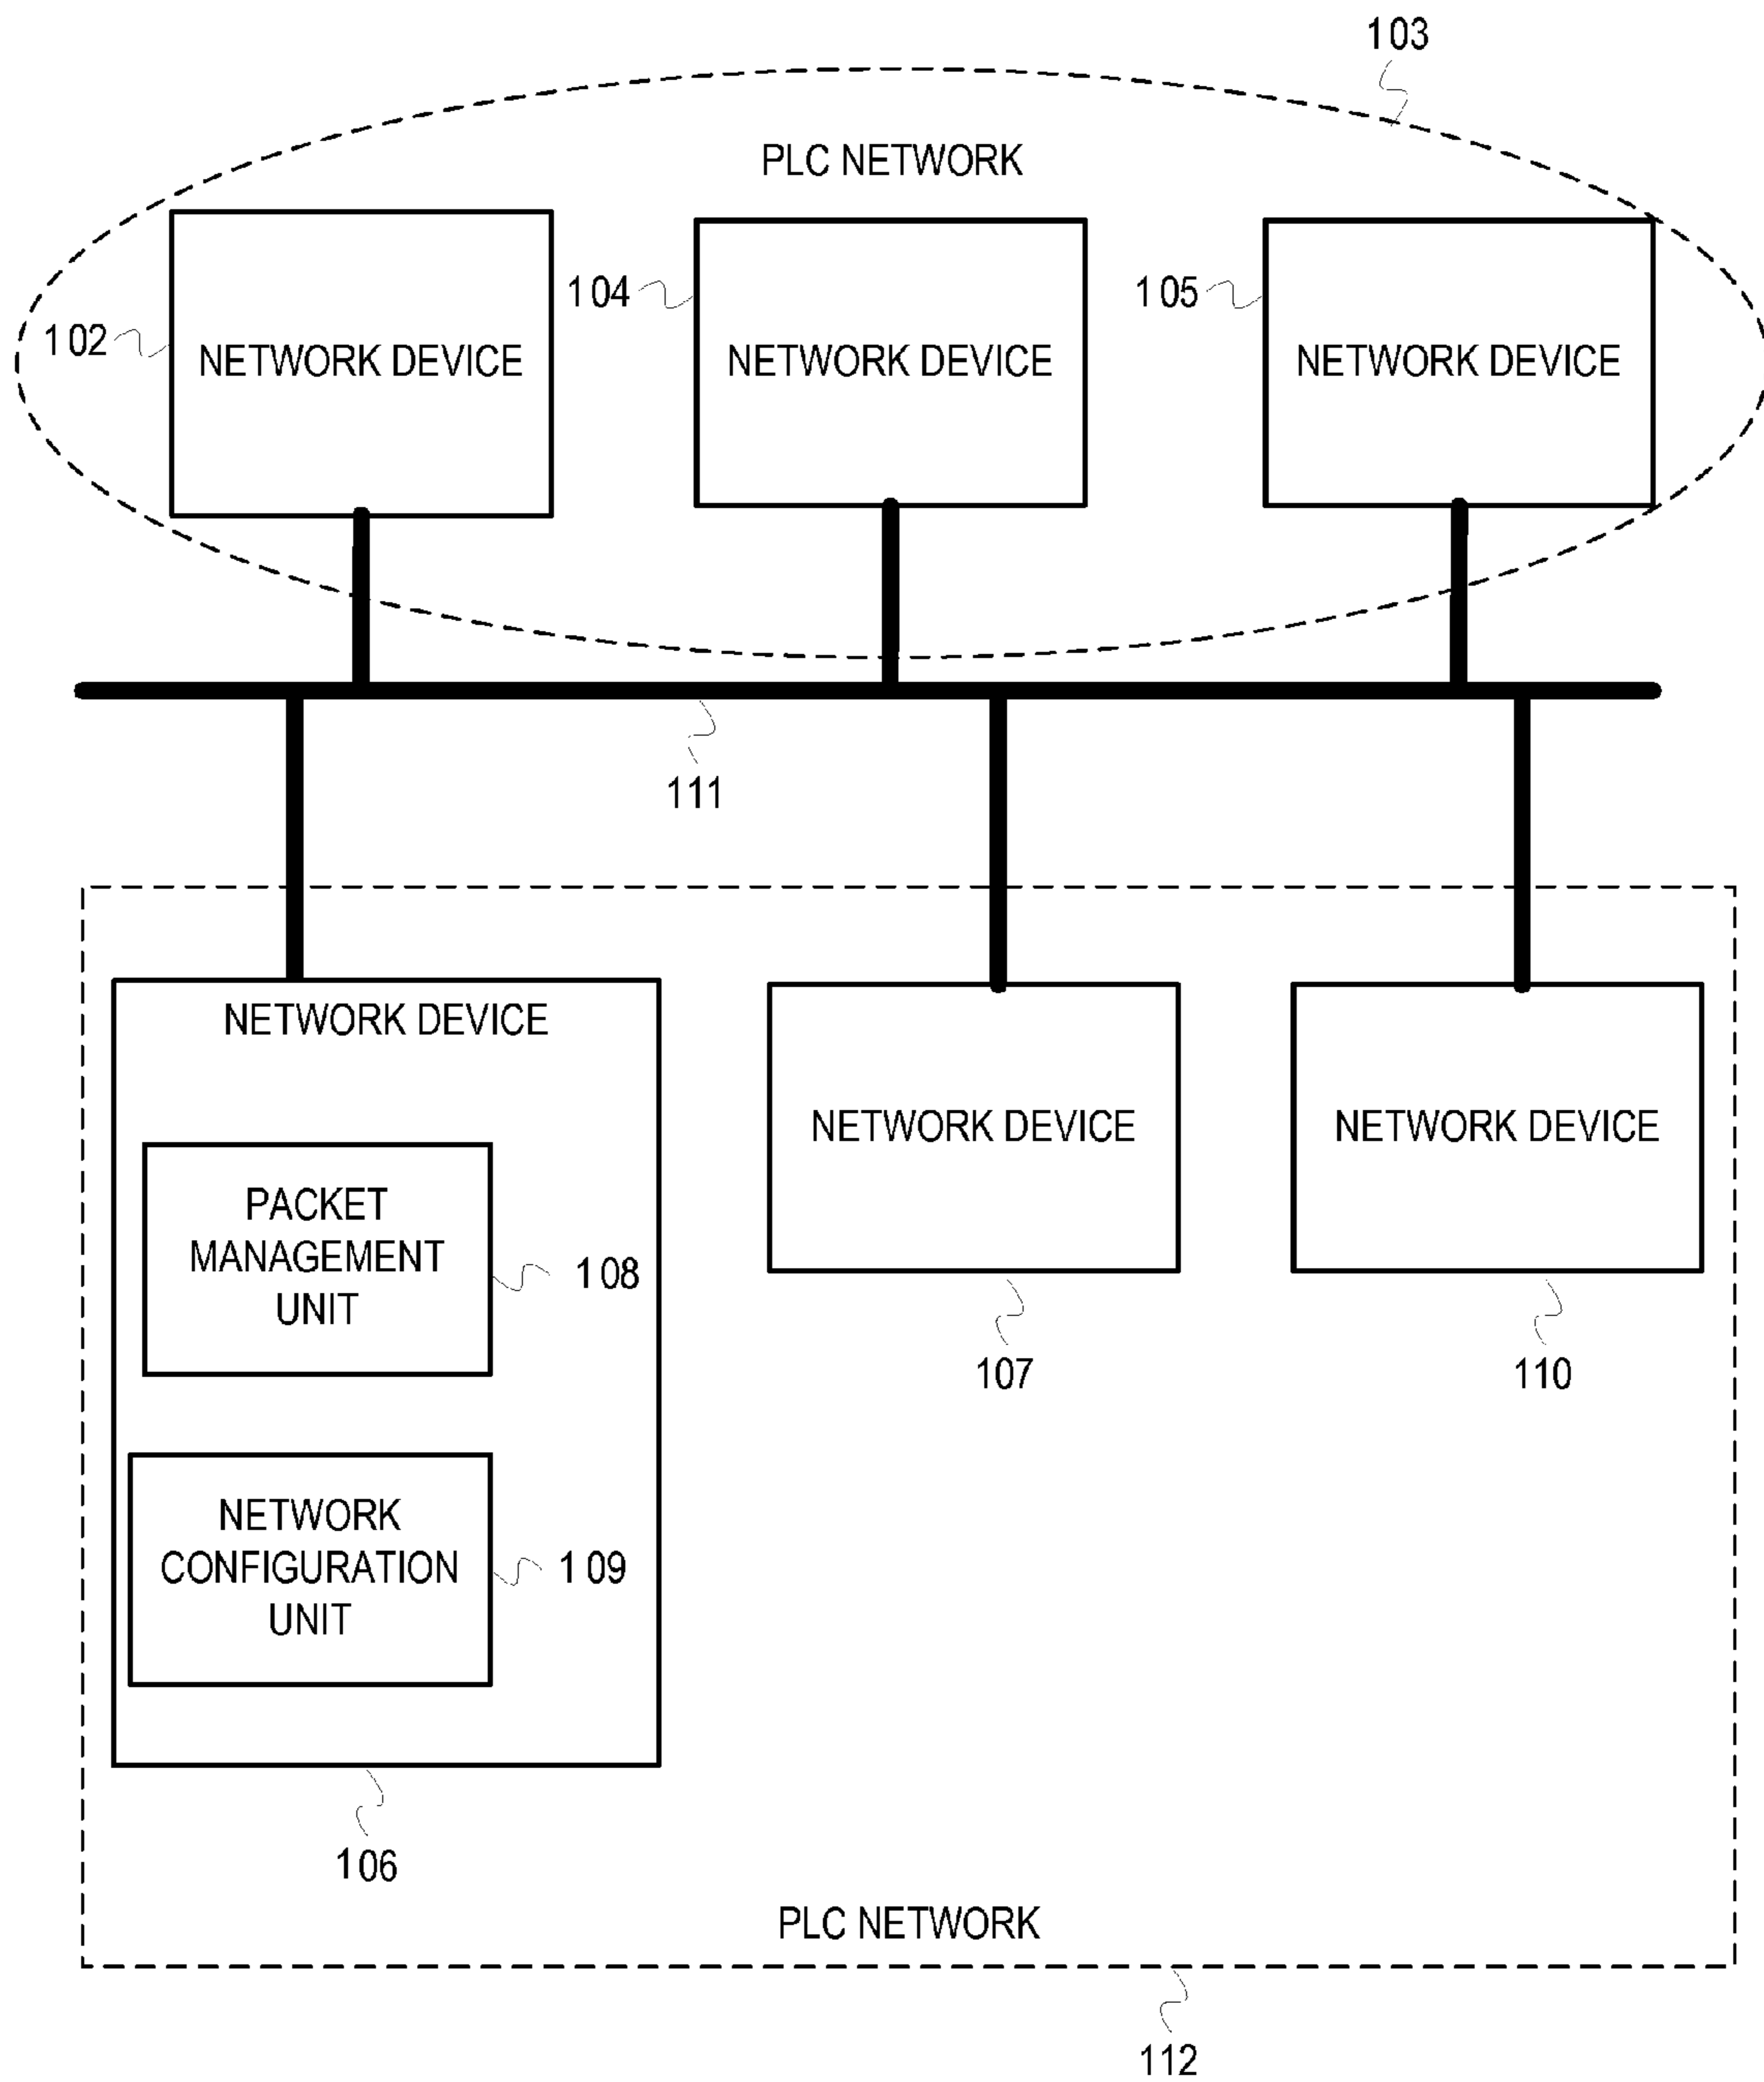 103
PLC NETWORK
104
105
102
NETWORK DEVICE
NETWORK DEVICE
NETWORK DEVICE
111
NETWORK DEVICE
NETWORK DEVICE
NETWORK DEVICE
PACKET
MANAGEMENT
UNIT
108
107
110
NETWORK
CONFIGURATION
UNIT
109
106
PLC NETWORK
112